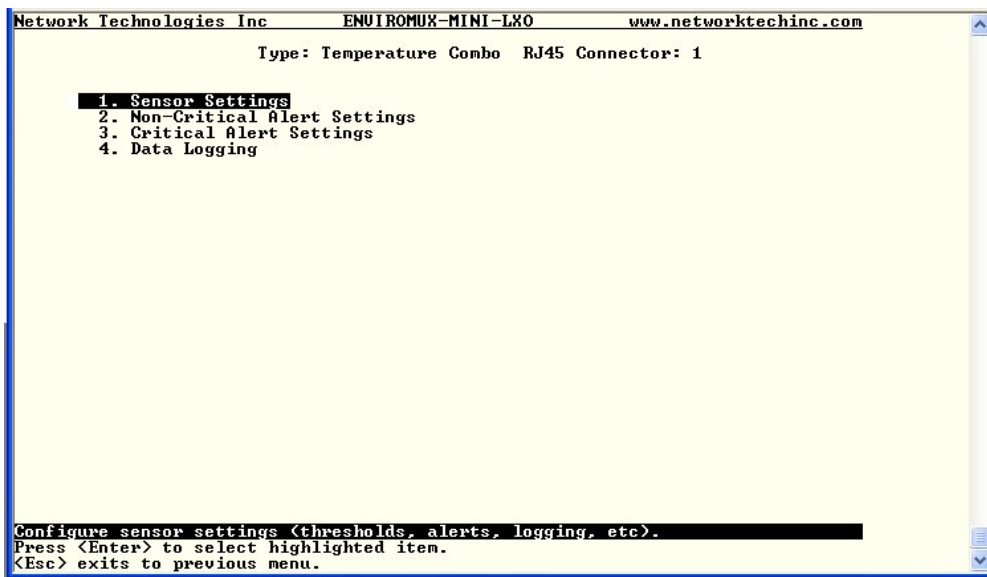 Network Technologies Inc ENVIROMUX-MINI-LXO www.networktechinc.com
Type: Temperature Combo RJ45 Connector: 1
1. Sensor Settings
2. Non-Critical Alert Settings
3. Critical Alert Settings
4. Data Logging
Configure sensor settings (thresholds, alerts, logging, etc).
Press <Enter> to select highlighted item.
<Esc> exits to previous menu.